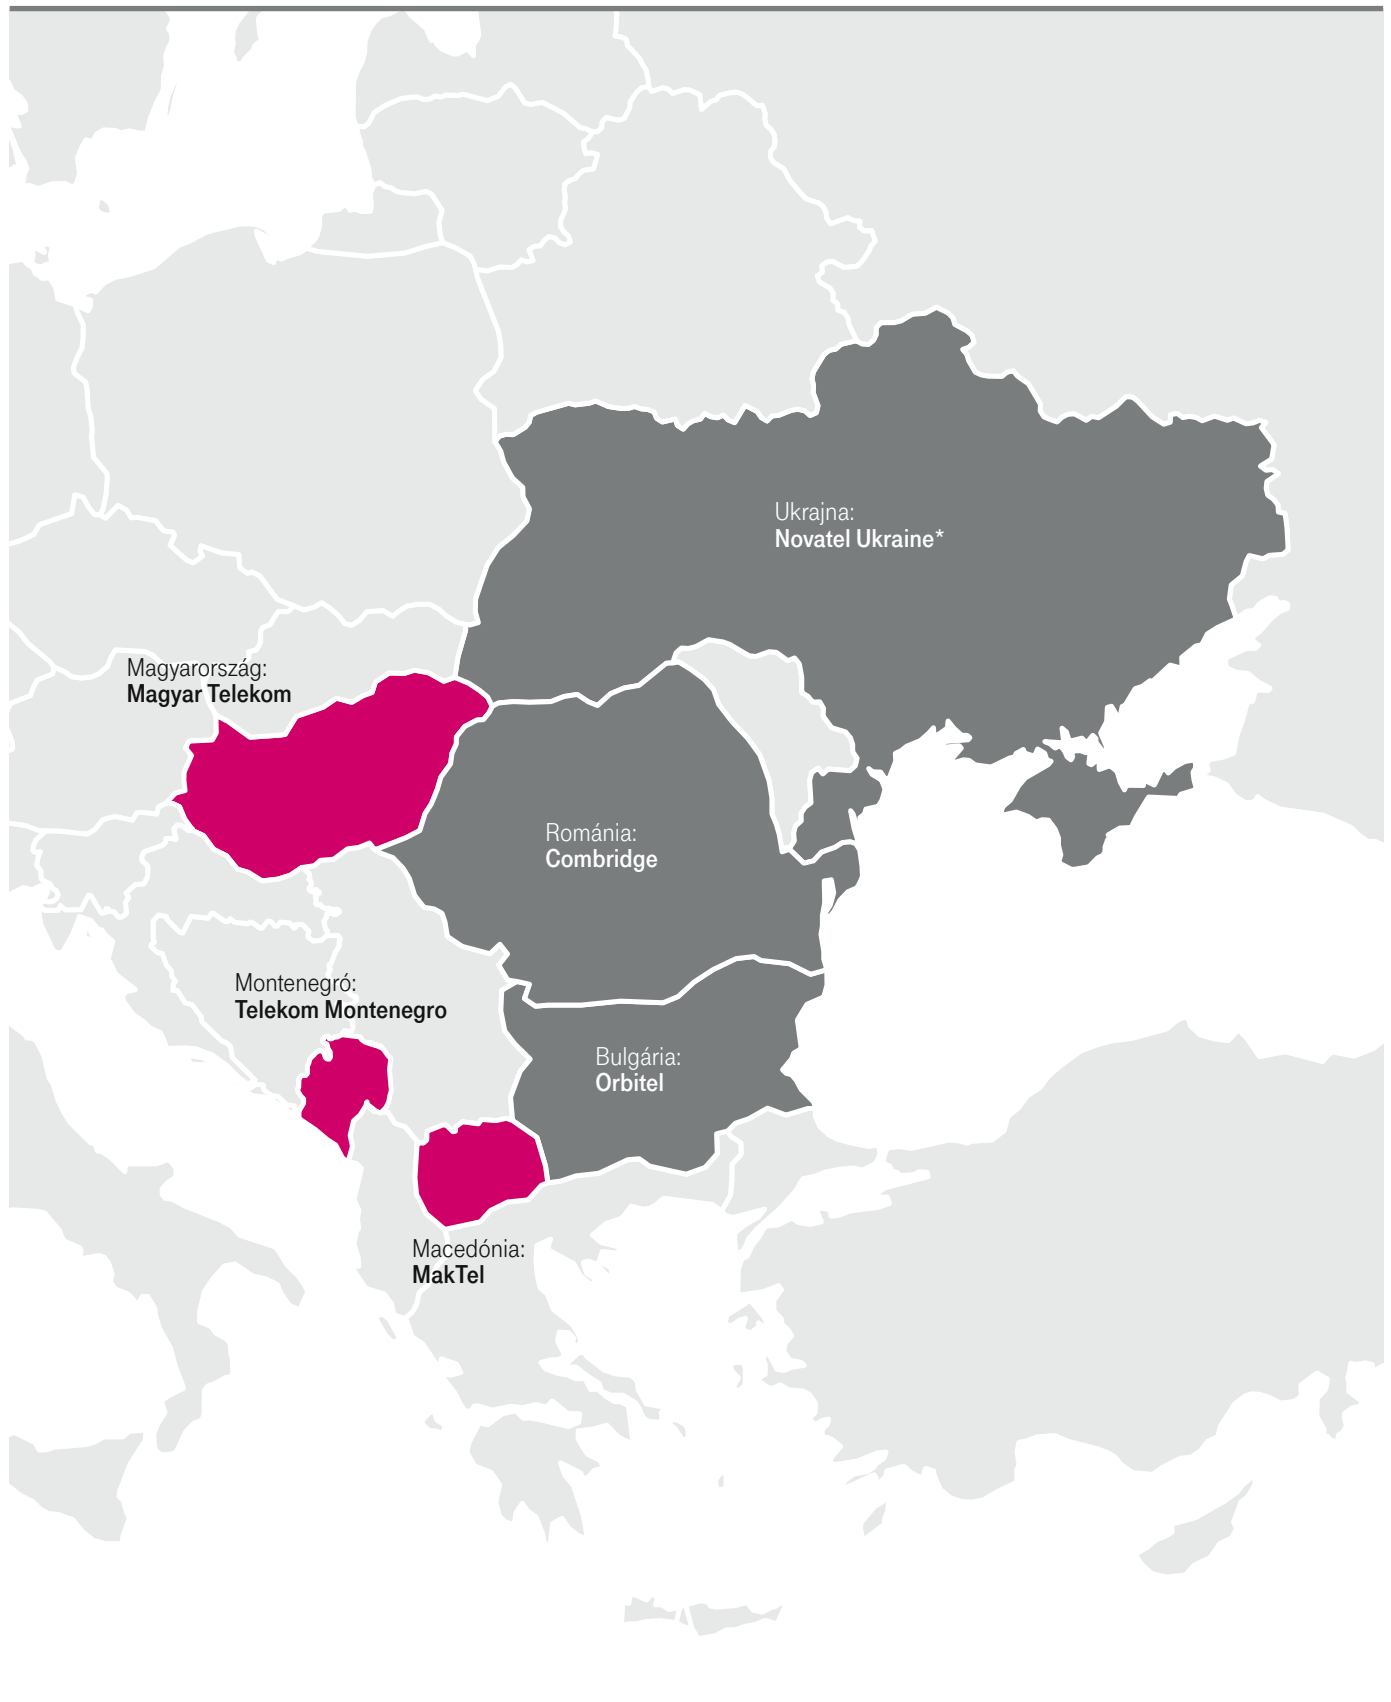 Ukrajna:
Novatel Ukraine*
Magyarország:
Magyar Telekom
Románia:
Combridge
Montenegró:
Telekom Montenegro
Bulgária:
Orbitel
Macedónia:
MakTel